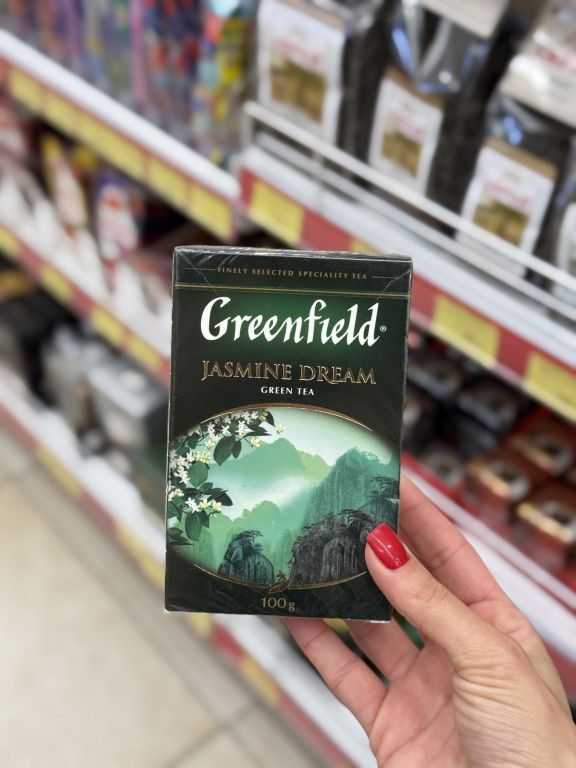 FINELY SELECTED SPECIALITY TEA
Greenfield®
JASMINE DREAM
GREEN TEA
100g